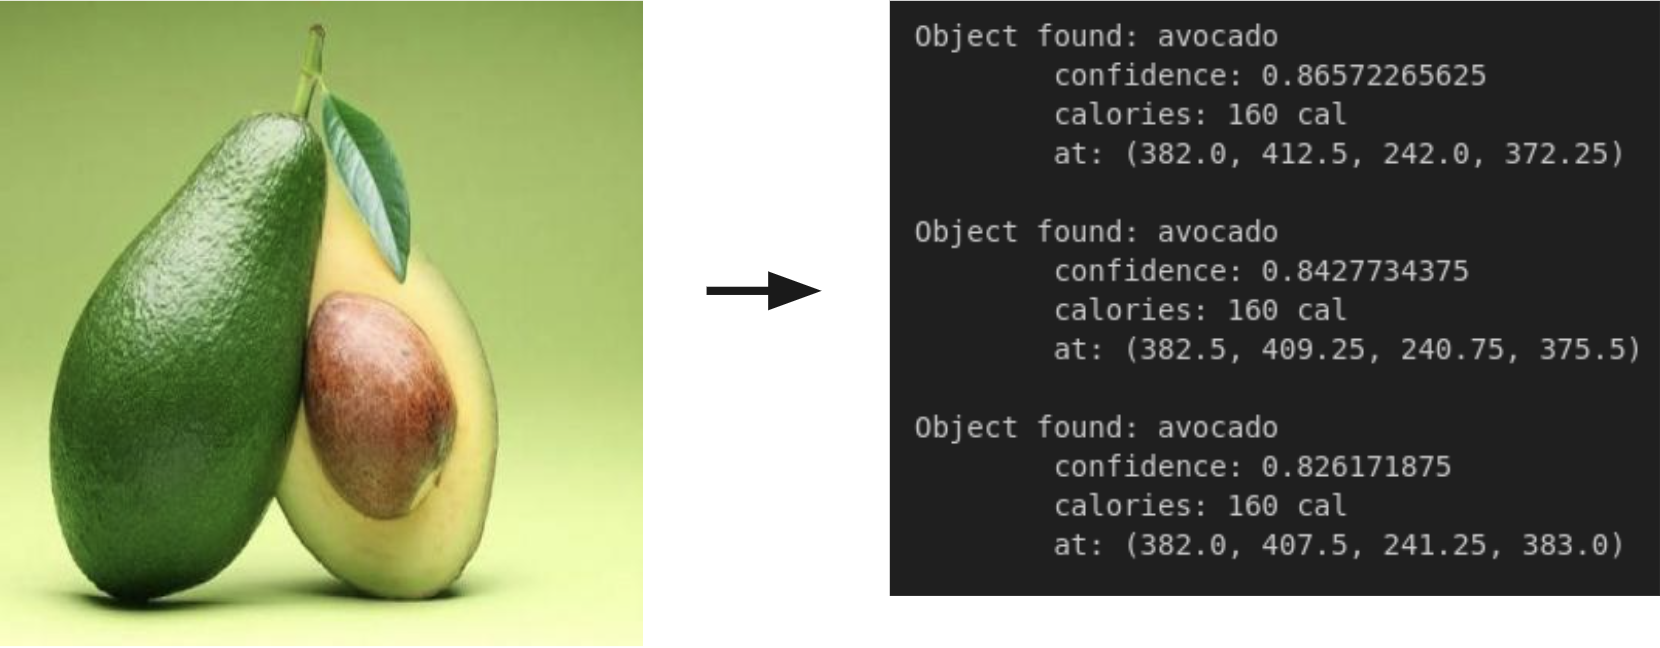 Object found: avocado
confidence: 0.86572265625
calories: 160 cal
at: (382.0, 412.5, 242.0, 372.25)
Object found: avocado
confidence: 0.8427734375
calories: 160 cal
at: (382.5, 409.25, 240.75, 375.5)
Object found: avocado
confidence: 0.826171875
calories: 160 cal
at: (382.0, 407.5, 241.25, 383.0)